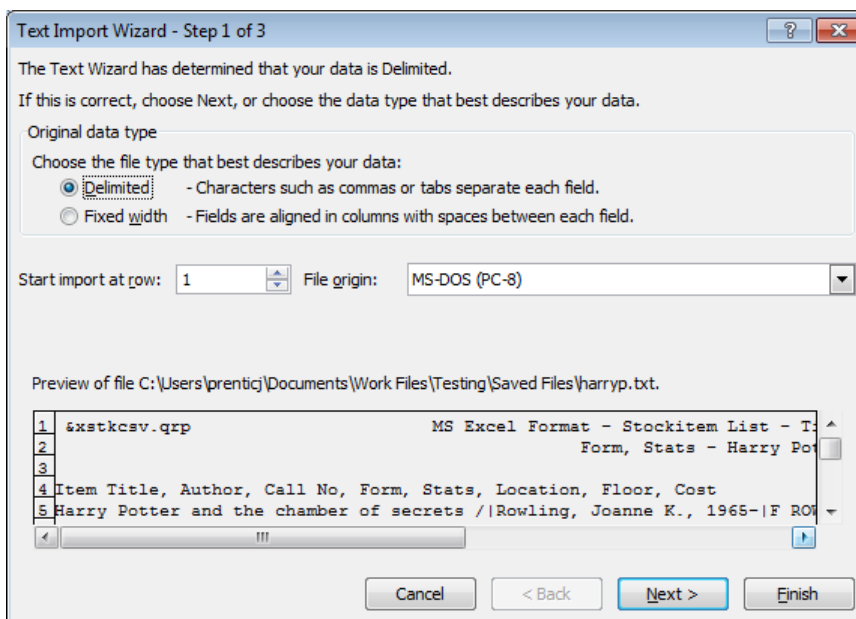 Text Import Wizard - Step 1 of 3
The Text Wizard has determined that your data is Delimited.
If this is correct, choose Next, or choose the data type that best describes your data.
Original data type
Choose the file type that best describes your data:
Delimited - Characters such as commas or tabs separate each field.
Fixed width - Fields are aligned in columns with spaces between each field.
Start import at row: 1 File origin: MS-DOS (PC-8)
Preview of file C:\Users\prenticj\Documents\Work Files\Testing\Saved Files\harryp.txt.
1 &xstkcsv.qrp MS Excel Format - Stockitem List - Ti
2 Form, Stats - Harry Pot
3
4 Item Title, Author, Call No, Form, Stats, Location, Floor, Cost
5 Harry Potter and the chamber of secrets /|Rowling, Joanne K., 1965-|F ROW
Cancel < Back Next > Finish